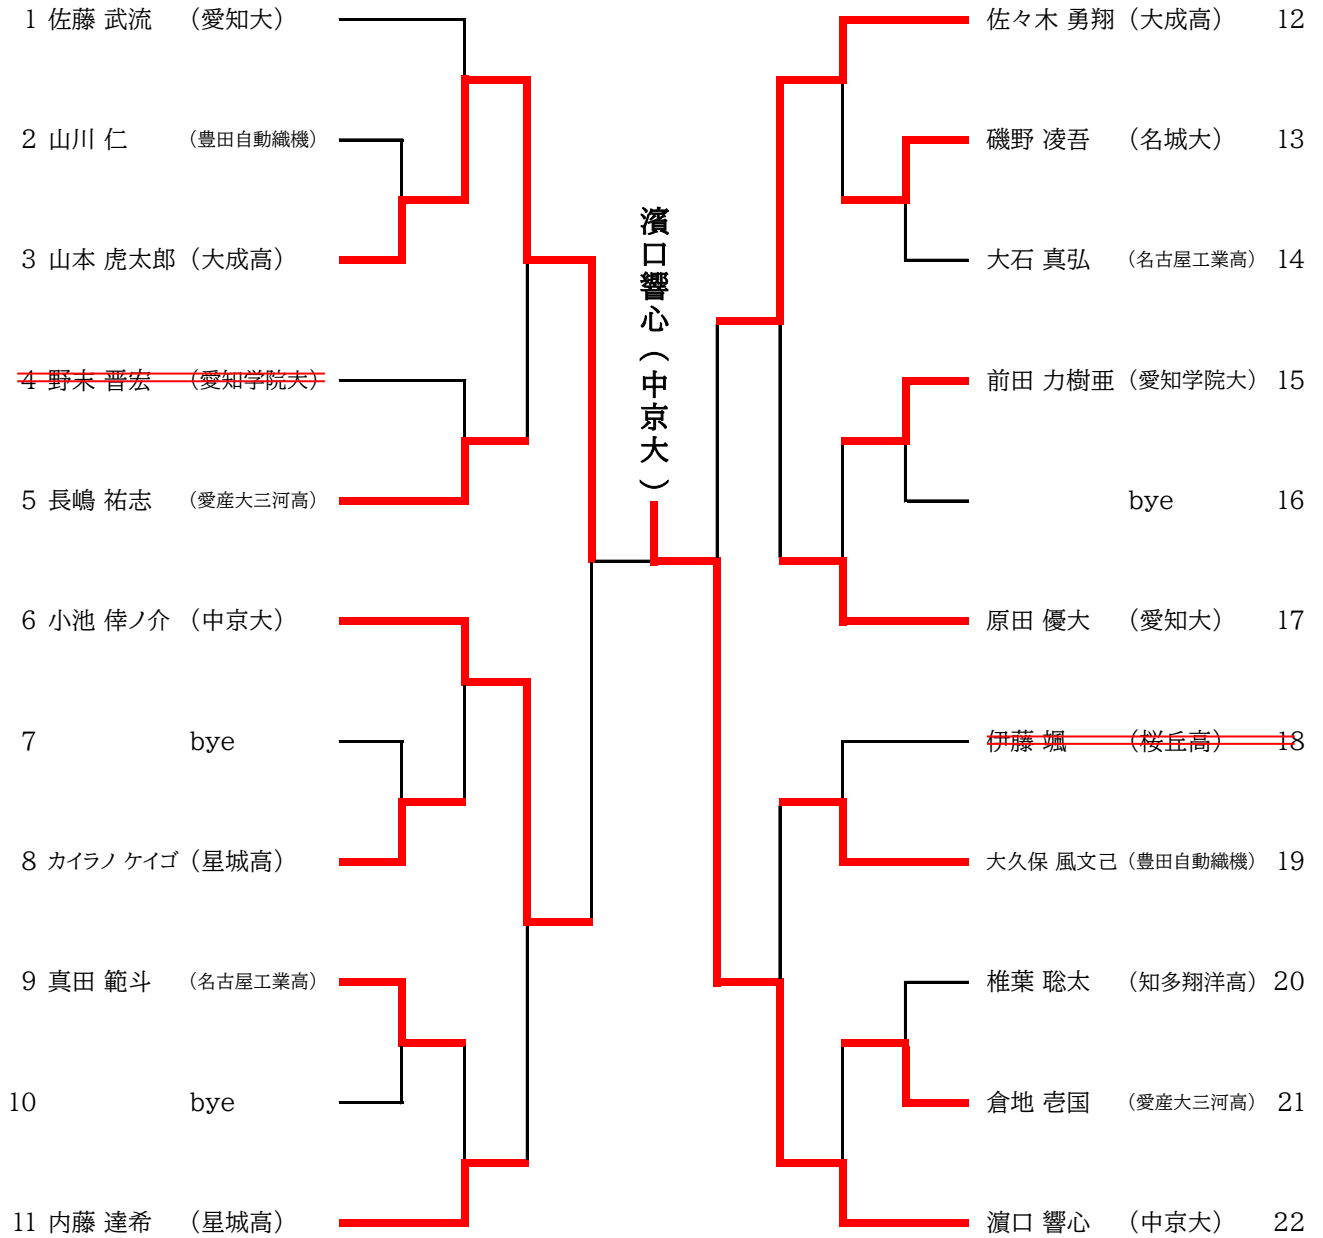 1 佐藤 武流 （愛知大）
2 山川 仁 （豊田自動織機）
3 山本 虎太郎 （大成高）
4 野末 晋宏 （愛知学院大）
5 長嶋 祐志 （愛産大三河高）
6 小池 倖ノ介 （中京大）
7 bye
8 カイラノ ケイゴ （星城高）
9 真田 範斗 （名古屋工業高）
10 bye
11 内藤 達希 （星城高）
濱口響心（中京大）
佐々木 勇翔 （大成高） 12
磯野 凌吾 （名城大） 13
大石 真弘 （名古屋工業高） 14
前田 力樹亜 （愛知学院大） 15
bye 16
原田 優大 （愛知大） 17
伊藤 颯 （桜丘高） 18
大久保 風文己 （豊田自動織機） 19
椎葉 聡太 （知多翔洋高） 20
倉地 壱国 （愛産大三河高） 21
濵口 響心 （中京大） 22